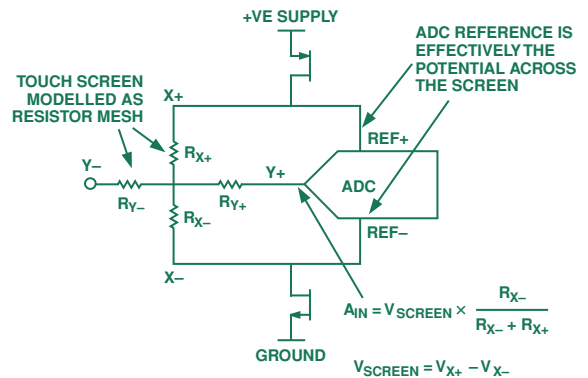 +VE SUPPLY
ADC REFERENCE IS
EFFECTIVELY THE
POTENTIAL ACROSS
THE SCREEN
TOUCH SCREEN
MODELLED AS
RESISTOR MESH
X+
REF+
Y–
RX+
Y+
ADC
RY–
RY+
RX–
REF–
X–
AIN = VSCREEN × RX– / RX– + RX+
GROUND
VSCREEN = VX+ – VX–